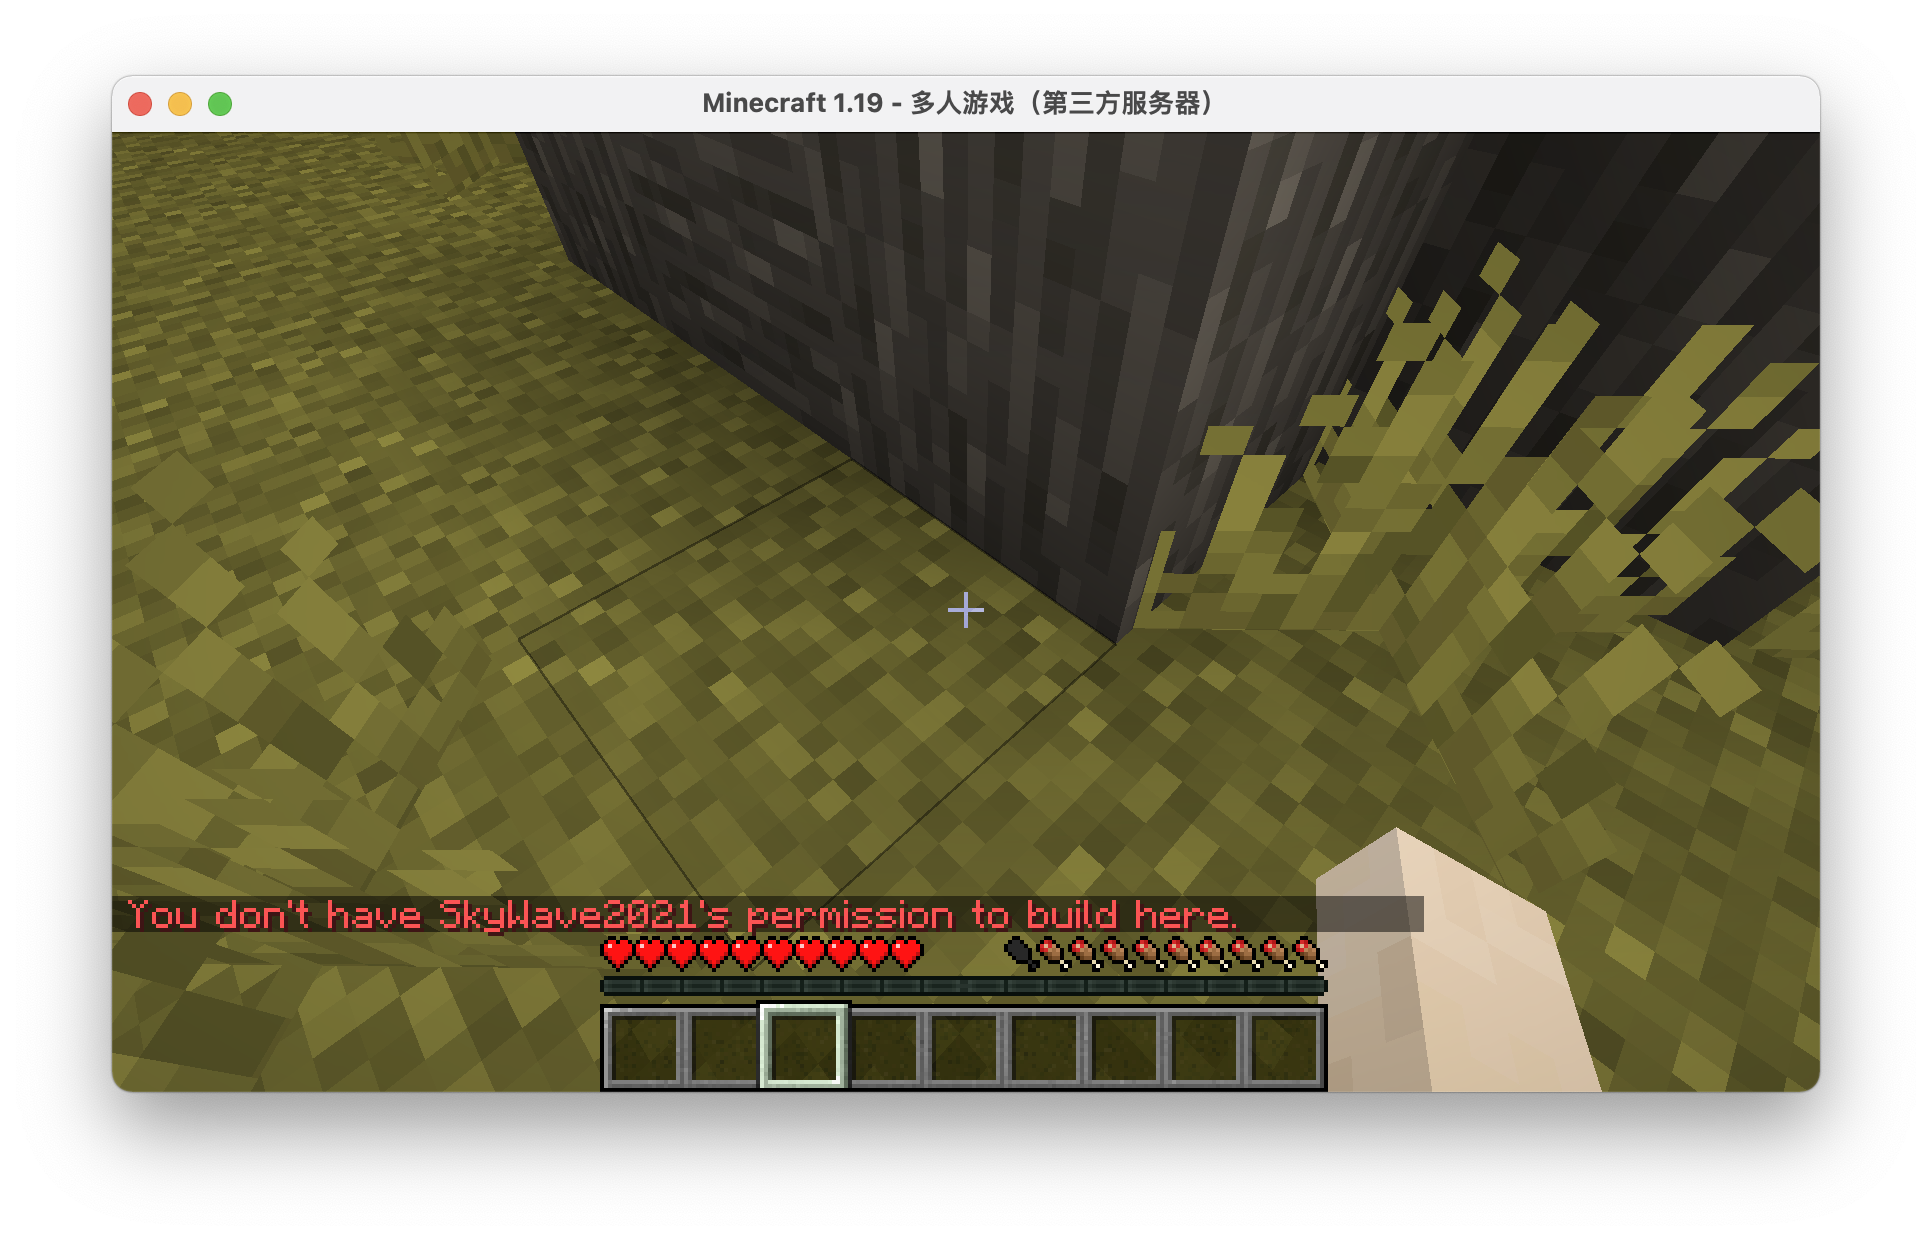 Minecraft 1.19 - 多人游戏（第三方服务器）
You don't have SkyWave2021's permission to build here.